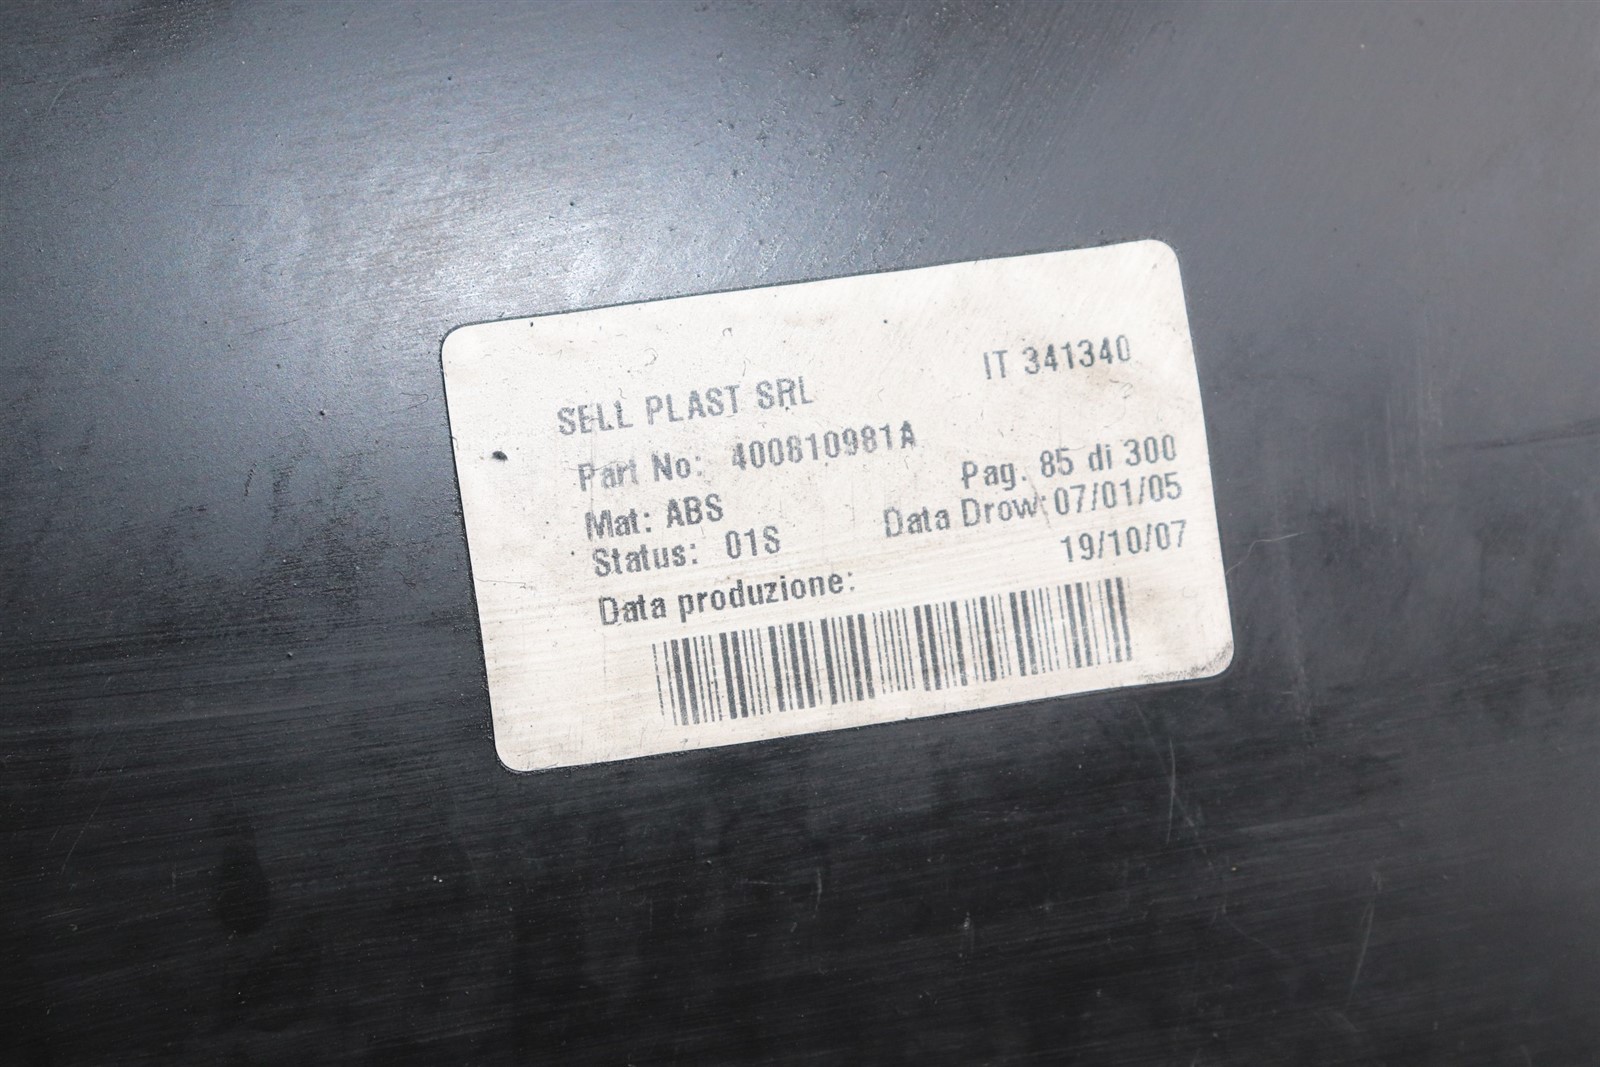 IT 341340
SELL PLAST SRL
Part No: 400810981A
Pag. 85 di 300
Mat: ABS
Data Drow: 07/01/05
Status: 01S
19/10/07
Data produzione: